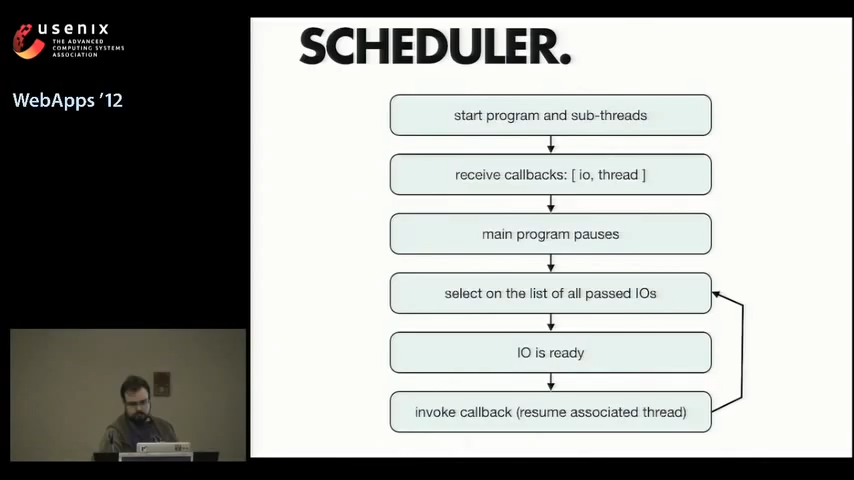 usenix
THE ADVANCED
COMPUTING SYSTEMS
ASSOCIATION
WebApps '12
SCHEDULER.
start program and sub-threads
receive callbacks: [ io, thread ]
main program pauses
select on the list of all passed IOs
IO is ready
invoke callback (resume associated thread)